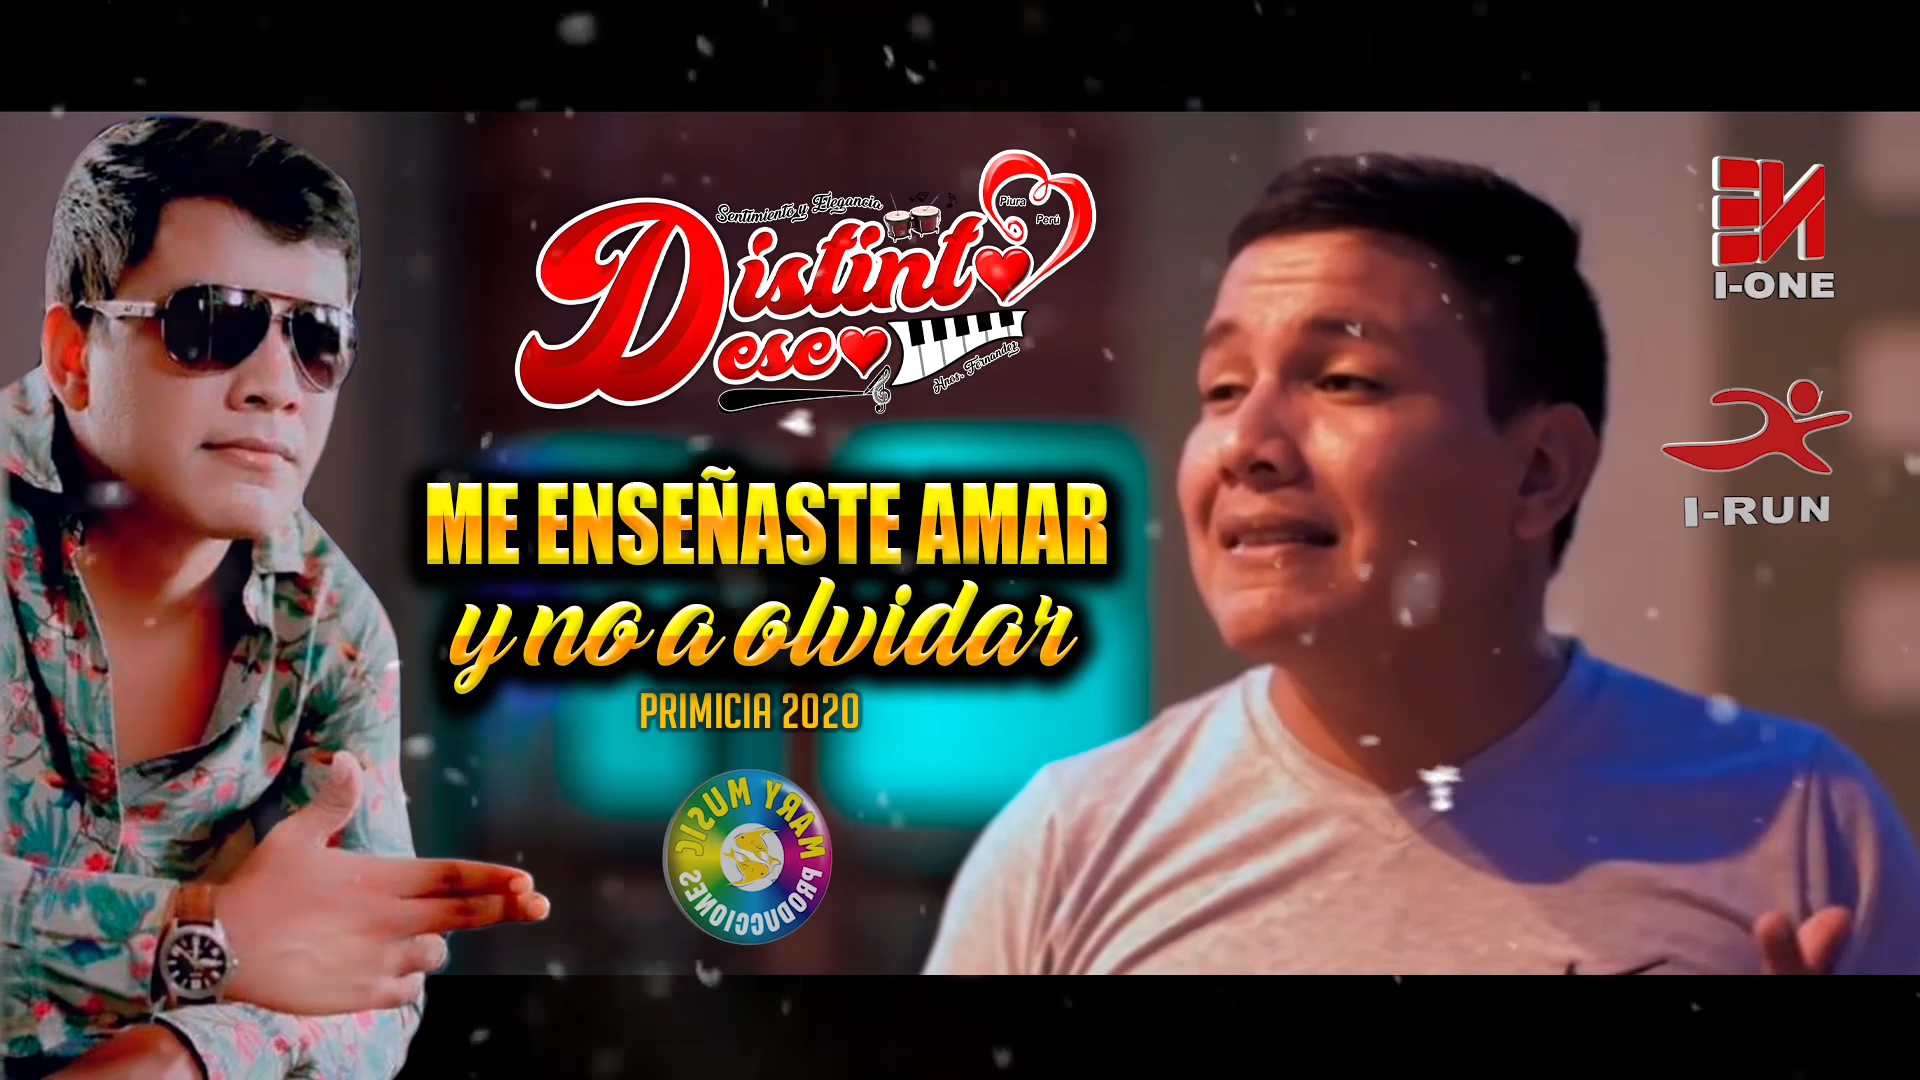 Sentimiento y Elegancia
Piura
Perú
Distinto
Deseo
Hnos. Fernandez
ME ENSEÑASTE AMAR
y no a olvidar
PRIMICIA 2020
MARY MUSIC
PRODUCCIONES
I-ONE
I-RUN